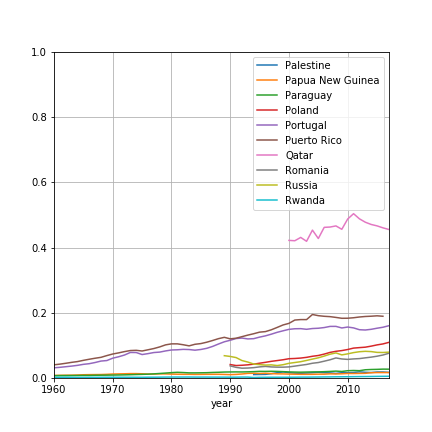 1.0
0.8
0.6
0.4
0.2
0.0
1960 1970 1980 1990 2000 2010
year
Palestine
Papua New Guinea
Paraguay
Poland
Portugal
Puerto Rico
Qatar
Romania
Russia
Rwanda